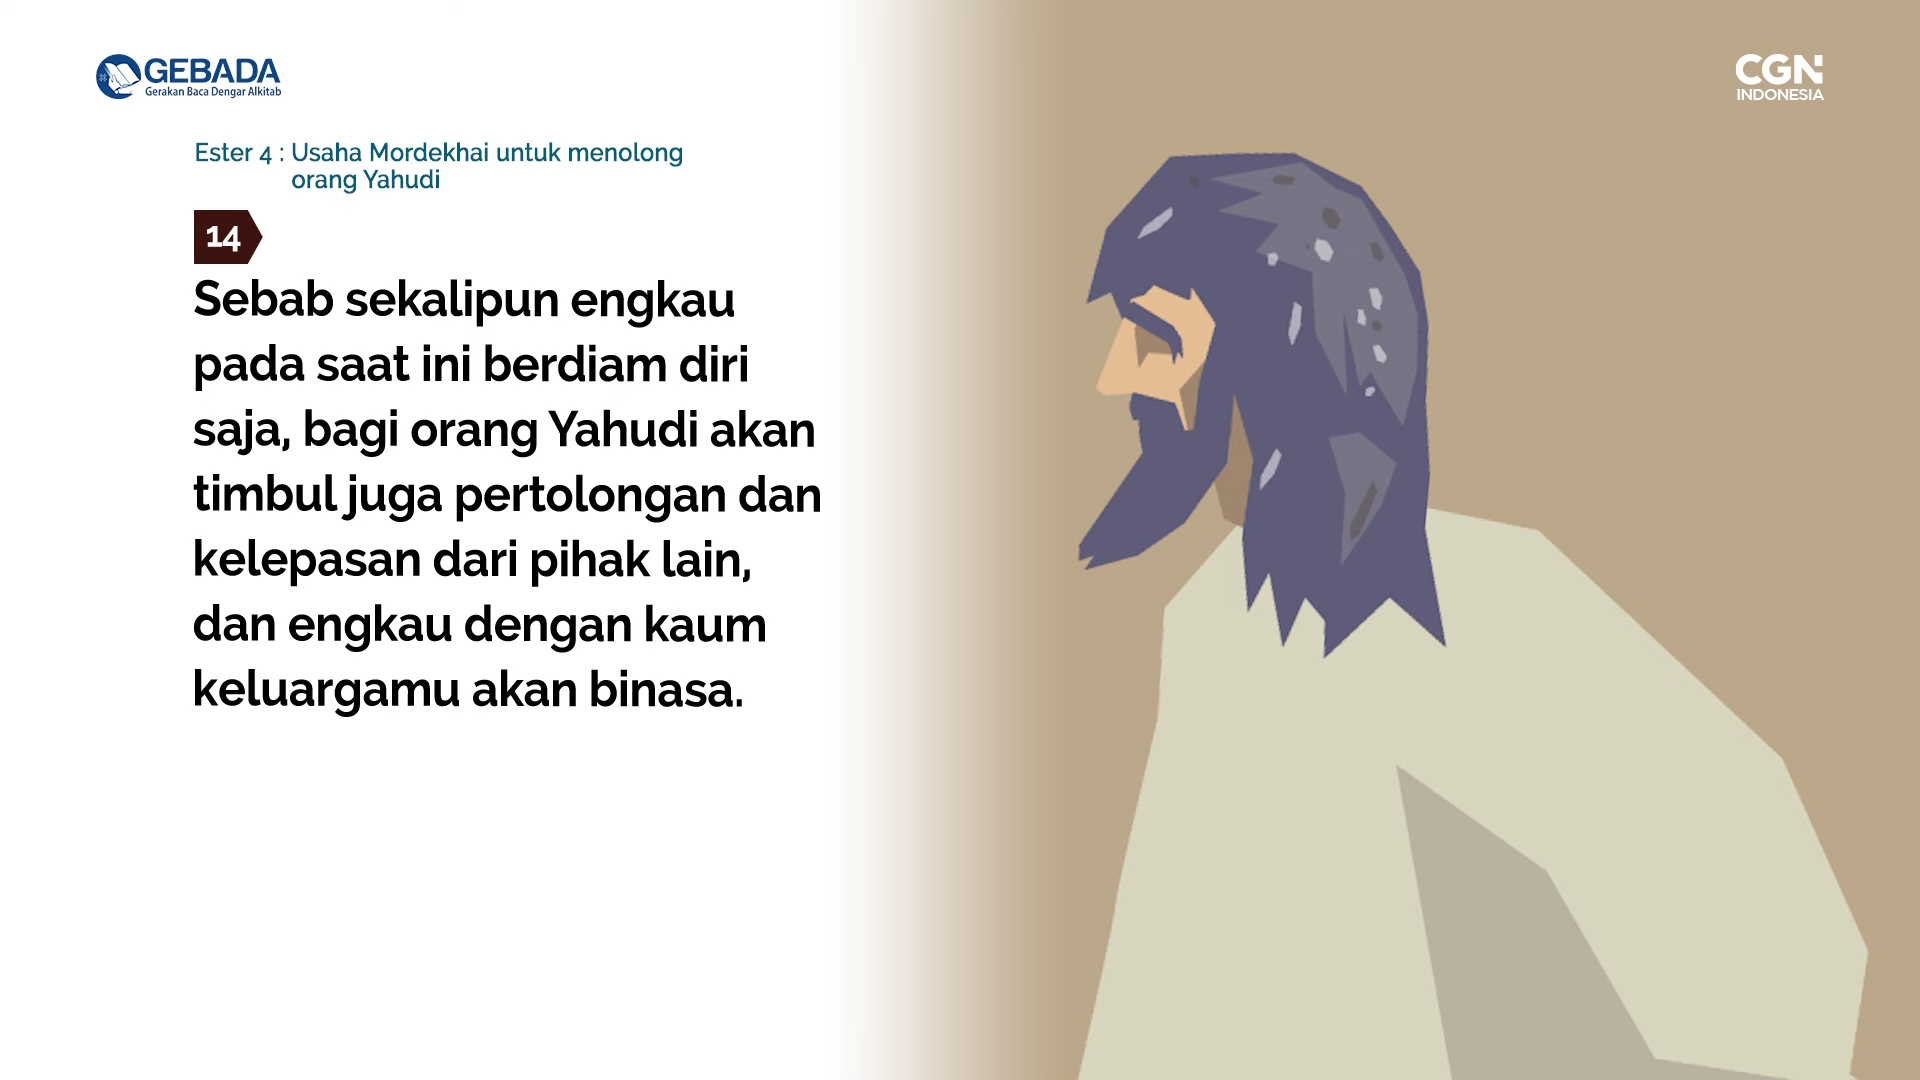 GEBADA
Gerakan Baca Dengar Alkitab
CGN
INDONESIA
Ester 4 : Usaha Mordekhai untuk menolong
orang Yahudi
14
Sebab sekalipun engkau
pada saat ini berdiam diri
saja, bagi orang Yahudi akan
timbul juga pertolongan dan
kelepasan dari pihak lain,
dan engkau dengan kaum
keluargamu akan binasa.